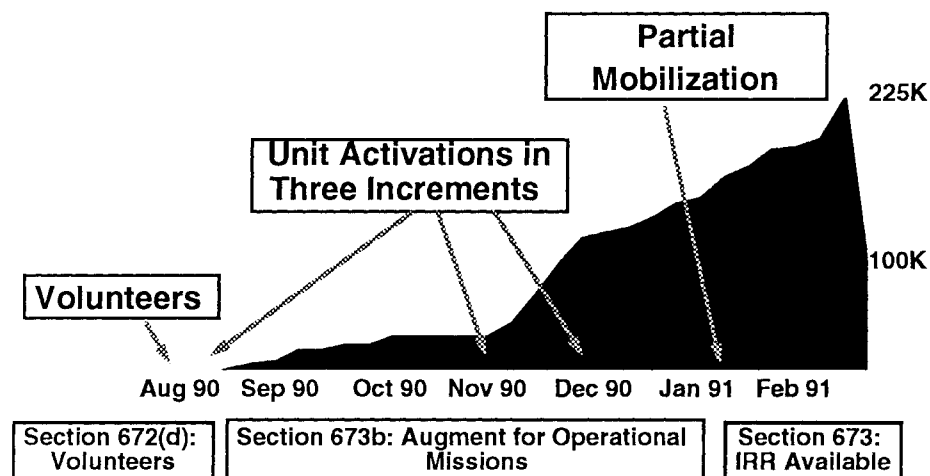 Partial
Mobilization
225K
Unit Activations in
Three Increments
100K
Volunteers
Aug 90 Sep 90 Oct 90 Nov 90 Dec 90 Jan 91 Feb 91
Section 672(d):
Volunteers
Section 673b: Augment for Operational
Missions
Section 673:
IRR Available